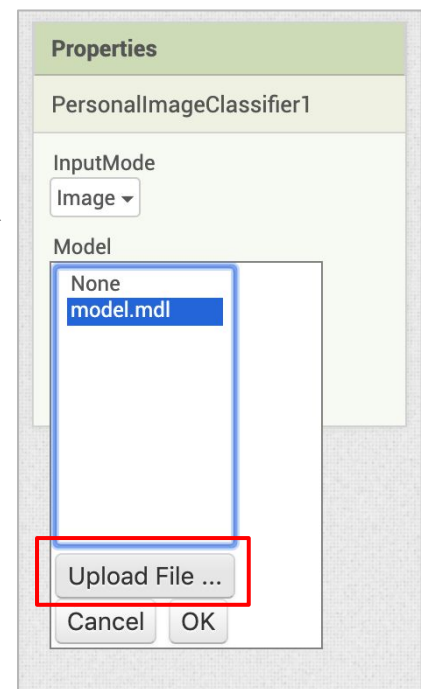 Properties
PersonalImageClassifier1
InputMode
Image
Model
None
model.mdl
Upload File ...
Cancel OK